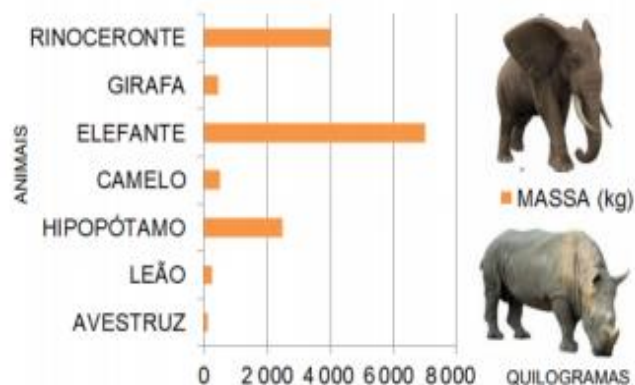 RINOCERONTE
GIRAFA
ELEFANTE
CAMELO
HIPOPÓTAMO
LEÃO
AVESTRUZ
ANIMAIS
0 2 000 4 000 6 000 8 000
MASSA (kg)
QUILOGRAMAS